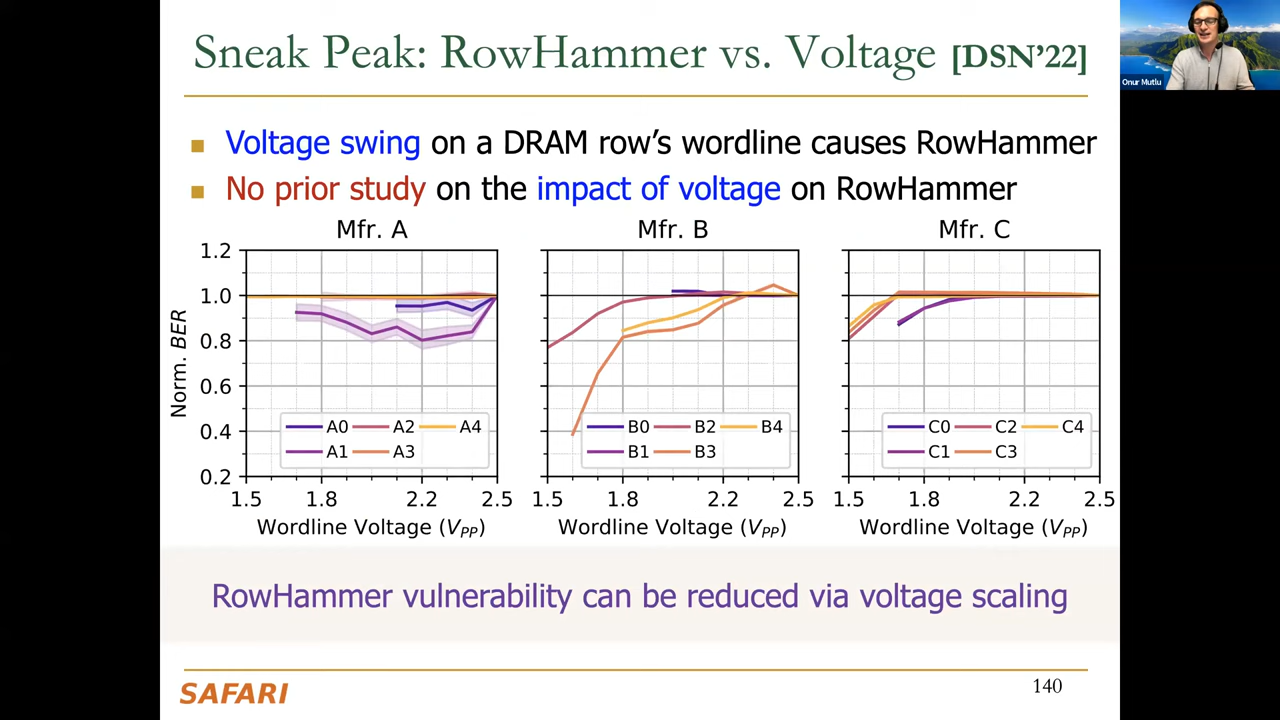 Sneak Peak: RowHammer vs. Voltage [DSN'22]
Onur Mutlu
Voltage swing on a DRAM row's wordline causes RowHammer
No prior study on the impact of voltage on RowHammer
Mfr. A
Mfr. B
Mfr. C
Norm. BER
1.2
1.0
0.8
0.6
0.4
0.2
A0 A2 A4
A1 A3
B0 B2 B4
B1 B3
C0 C2 C4
C1 C3
1.5 1.8 2.2 2.5
1.5 1.8 2.2 2.5
1.5 1.8 2.2 2.5
Wordline Voltage (VPP)
Wordline Voltage (VPP)
Wordline Voltage (VPP)
RowHammer vulnerability can be reduced via voltage scaling
SAFARI
140